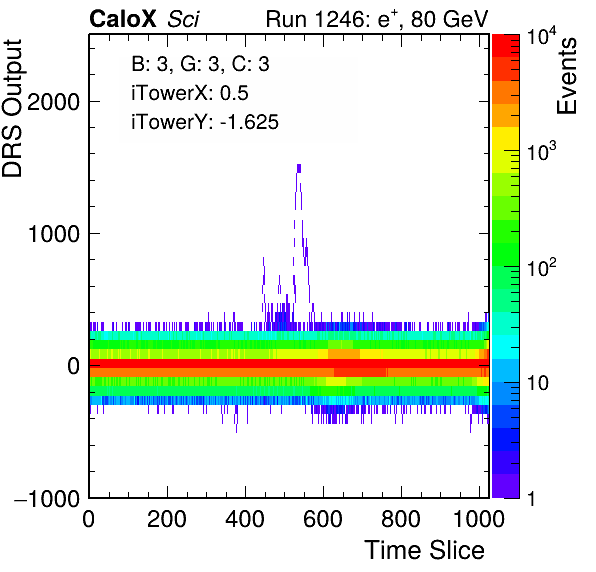 CaloX Sci Run 1246: e⁺, 80 GeV
B: 3, G: 3, C: 3
iTowerX: 0.5
iTowerY: -1.625
DRS Output
2000
1000
0
−1000
0 200 400 600 800 1000
Time Slice
10⁴
10³
10²
10
1
Events